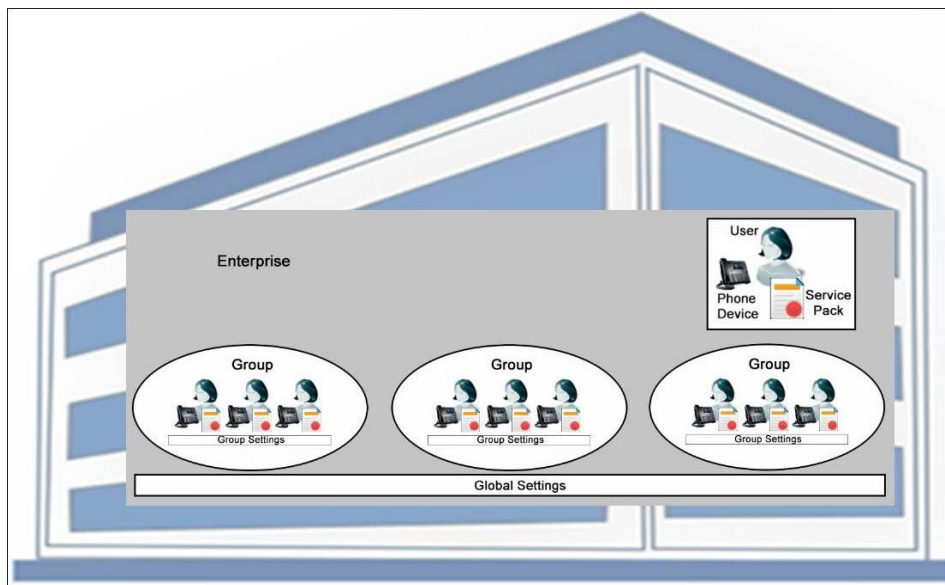 User
Enterprise
Phone
Device
Service
Pack
Group
Group
Group
Group Settings
Group Settings
Group Settings
Global Settings